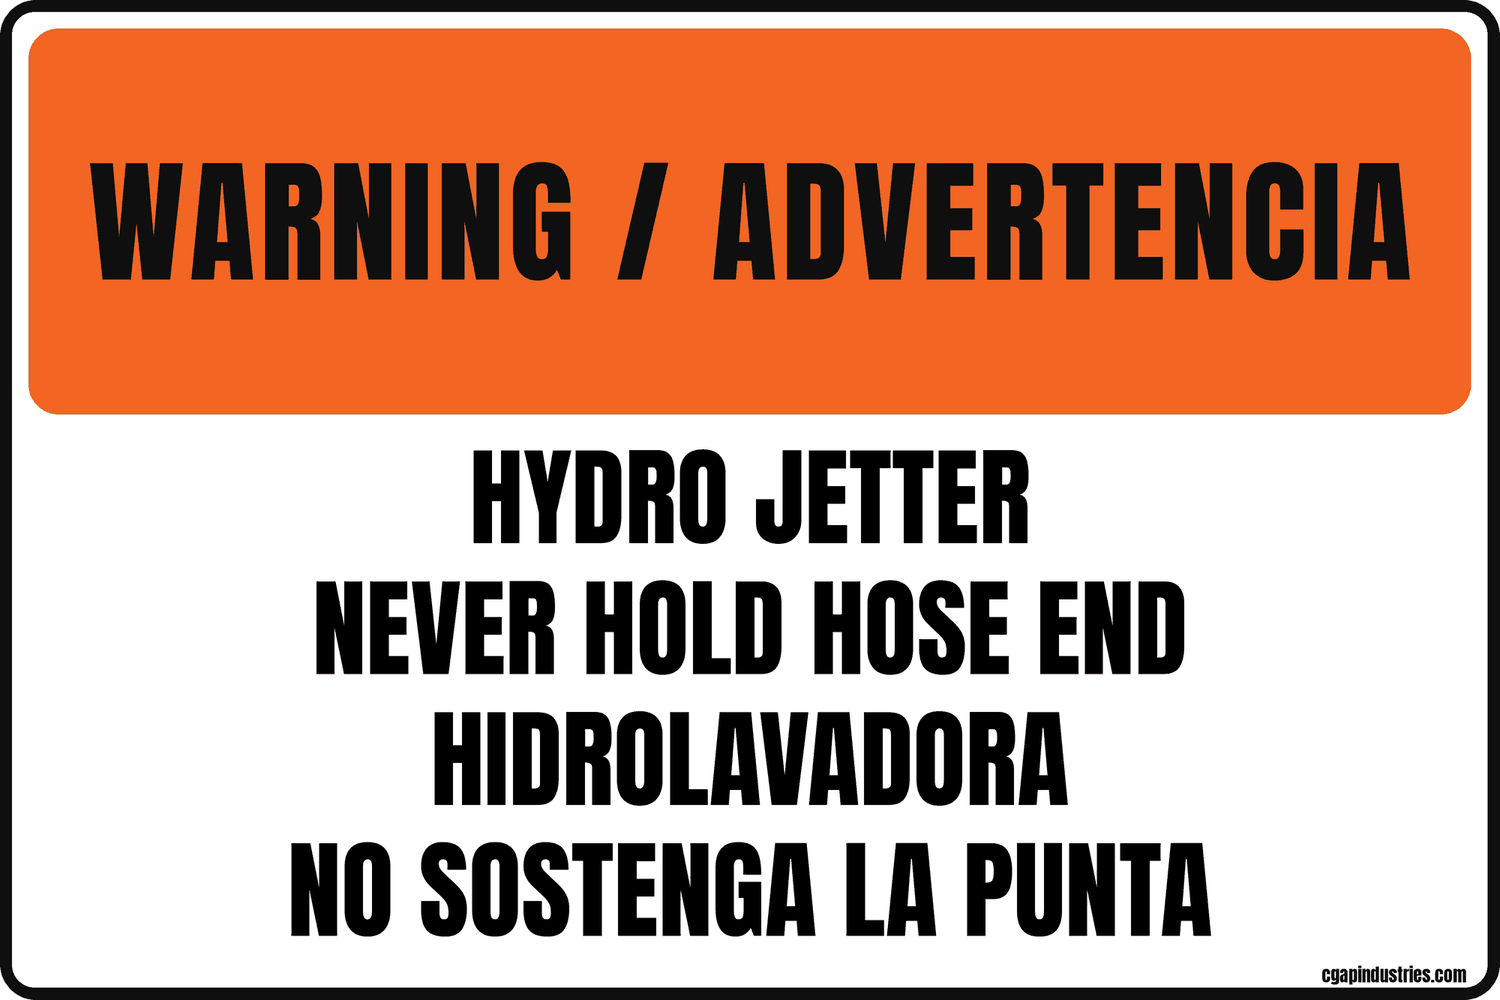 WARNING / ADVERTENCIA
HYDRO JETTER
NEVER HOLD HOSE END
HIDROLAVADORA
NO SOSTENGA LA PUNTA
cgapindustries.com